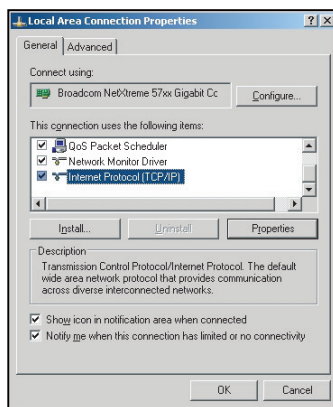 Local Area Connection Properties
General
Advanced
Connect using:
Broadcom NetXtreme 57xx Gigabit Cc
Configure...
This connection uses the following items:
QoS Packet Scheduler
Network Monitor Driver
Internet Protocol (TCP/IP)
Install...
Uninstall
Properties
Description
Transmission Control Protocol/Internet Protocol. The default
wide area network protocol that provides communication
across diverse interconnected networks.
Show icon in notification area when connected
Notify me when this connection has limited or no connectivity
OK
Cancel